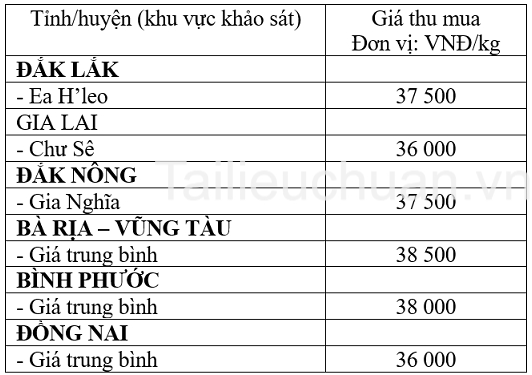 Tỉnh/huyện (khu vực khảo sát) Giá thu mua
Đơn vị: VNĐ/kg
ĐẮK LẮK
- Ea H’leo 37 500
GIA LAI
- Chư Sê 36 000
ĐẮK NÔNG
- Gia Nghĩa 37 500
BÀ RỊA – VŨNG TÀU
- Giá trung bình 38 500
BÌNH PHƯỚC
- Giá trung bình 38 000
ĐỒNG NAI
- Giá trung bình 36 000
Tailieuchuan.vn